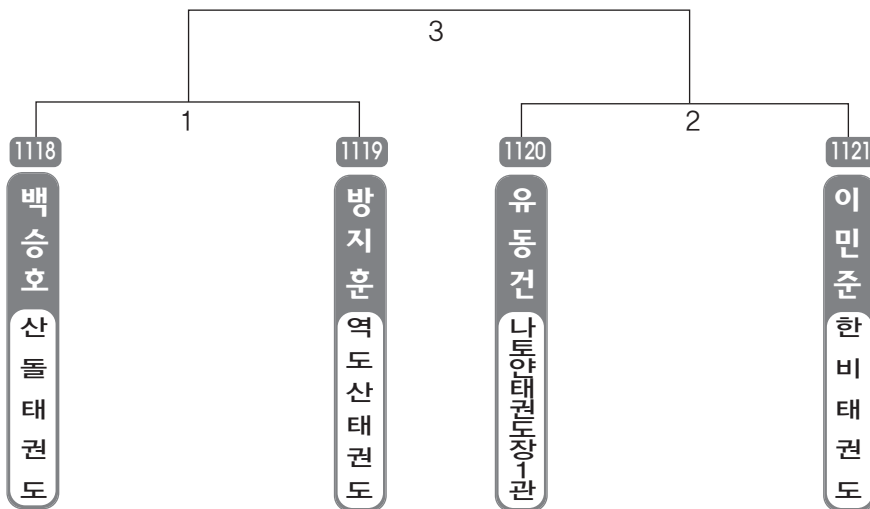 3
1
2
1118
1119
1120
1121
백승호
방지훈
유동건
이민준
산돌태권도
역도산태권도
나토얀태권도장1관
한비태권도